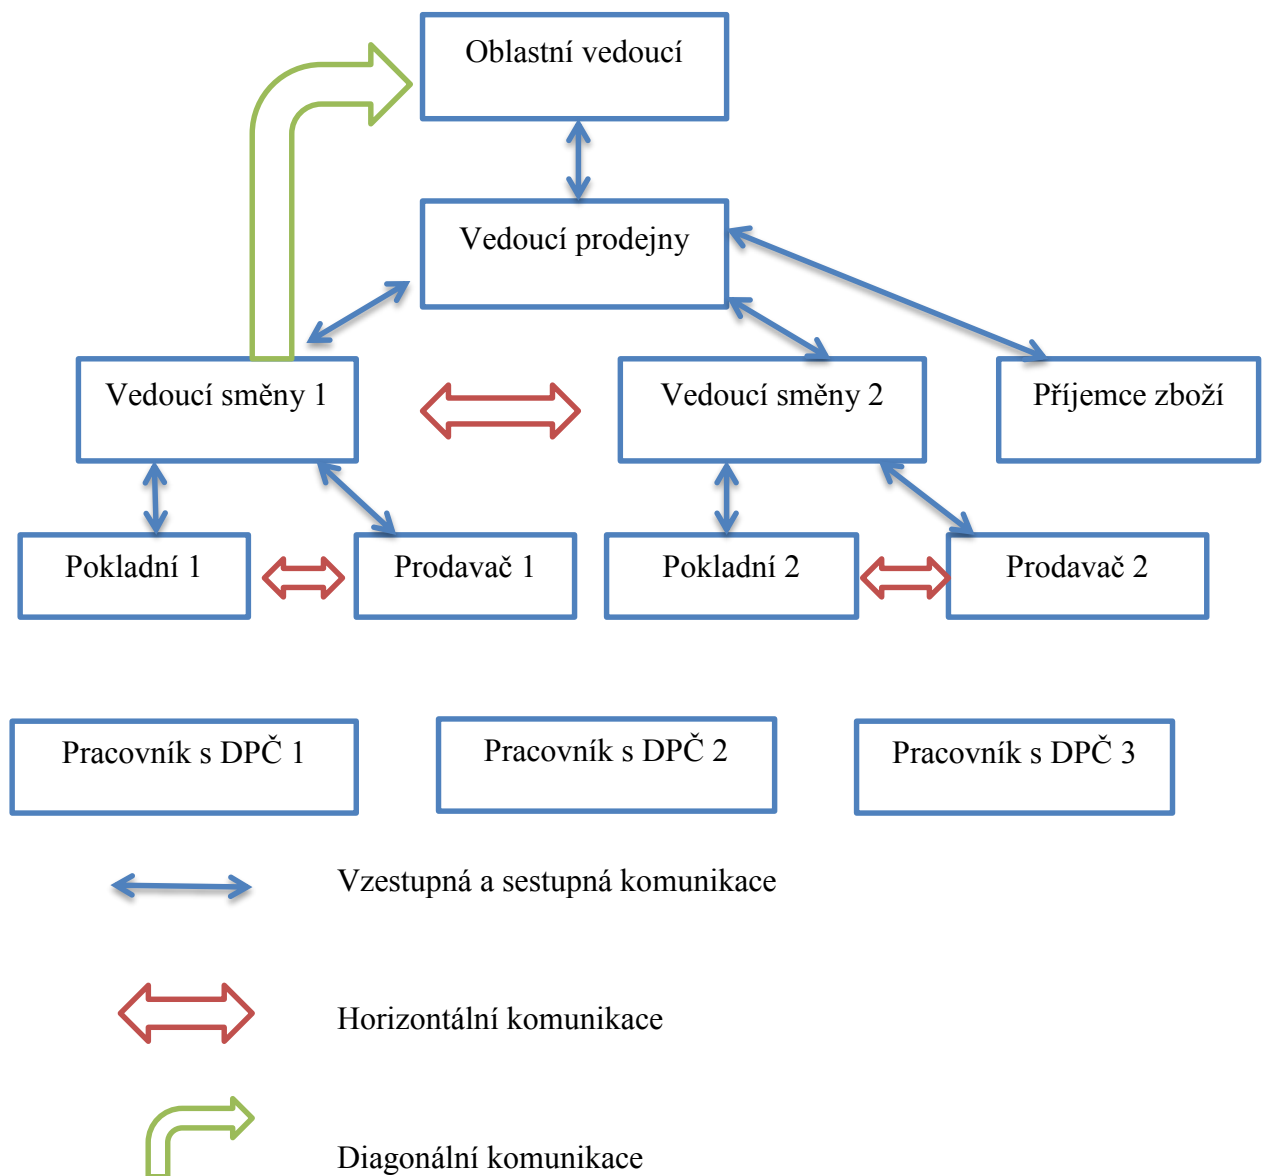 Oblastní vedoucí
Vedoucí prodejny
Vedoucí směny 1
Vedoucí směny 2
Příjemce zboží
Pokladní 1
Prodavač 1
Pokladní 2
Prodavač 2
Pracovník s DPČ 1
Pracovník s DPČ 2
Pracovník s DPČ 3
Vzestupná a sestupná komunikace
Horizontální komunikace
Diagonální komunikace